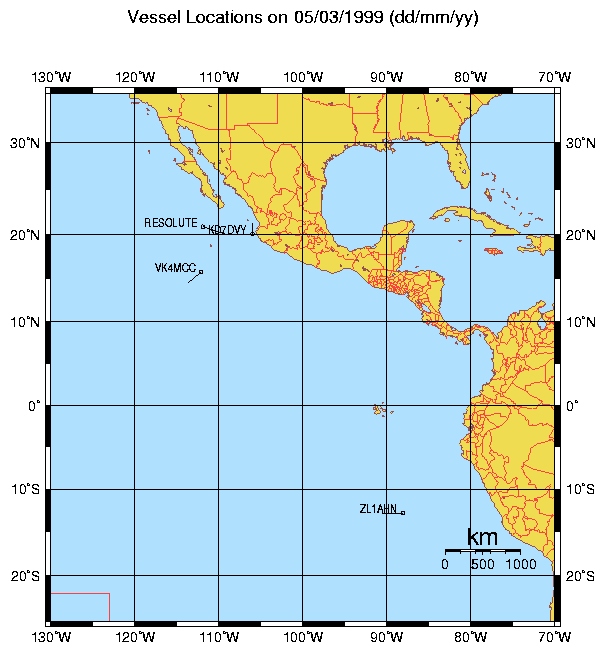 Vessel Locations on 05/03/1999 (dd/mm/yy)
130°W 120°W 110°W 100°W 90°W 80°W 70°W
30°N 30°N
RESOLUTE KD7DVY
20°N 20°N
VK4MCC
10°N 10°N
0° 0°
10°S 10°S
ZL1AHN
km
0 500 1000
20°S 20°S
130°W 120°W 110°W 100°W 90°W 80°W 70°W